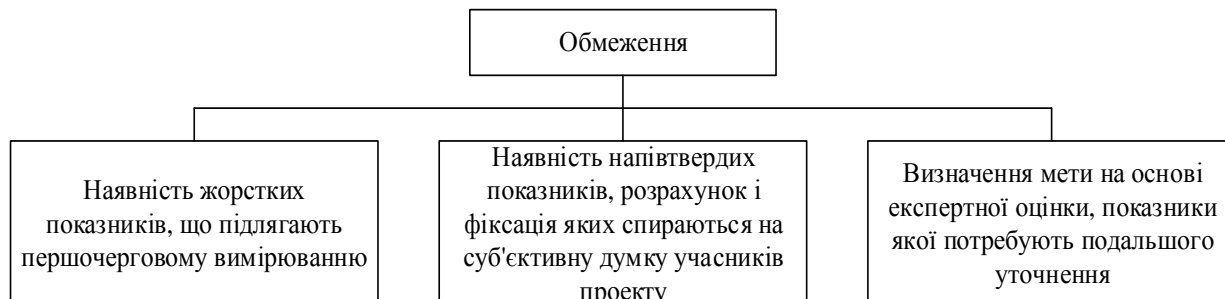 Обмеження
Наявність жорстких
показників, що підлягають
першочерговому вимірюванню
Наявність напівтвердих
показників, розрахунок і
фіксація яких спираються на
суб'єктивну думку учасників
проекту
Визначення мети на основі
експертної оцінки, показники
якої потребують подальшого
уточнення